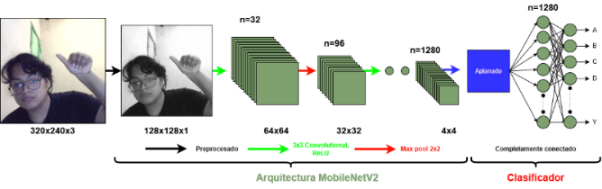 n=32
n=96
n=1280
n=1280
A
B
C
D
Y
Aplanado
320x240x3
128x128x1
64x64
32x32
4x4
Completamente conectado
Preprocesado
3x3 Convolutional,
ReLU
Max pool 2x2
Arquitectura MobileNetV2
Clasificador